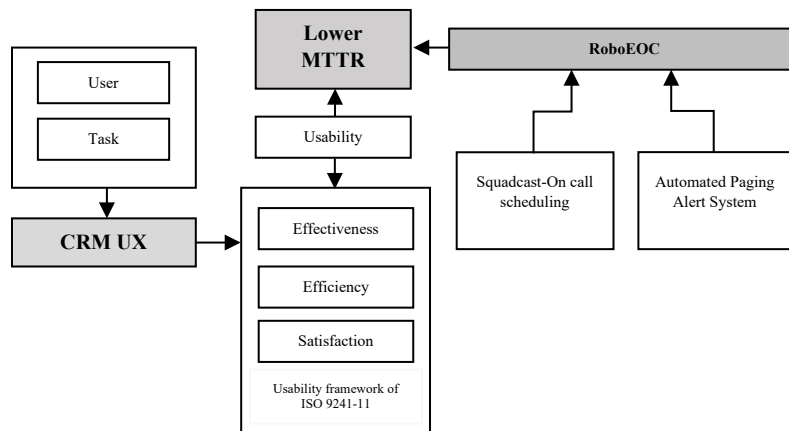 Lower
MTTR
RoboEOC
User
Task
Usability
Squadcast-On call
scheduling
Automated Paging
Alert System
CRM UX
Effectiveness
Efficiency
Satisfaction
Usability framework of
ISO 9241-11